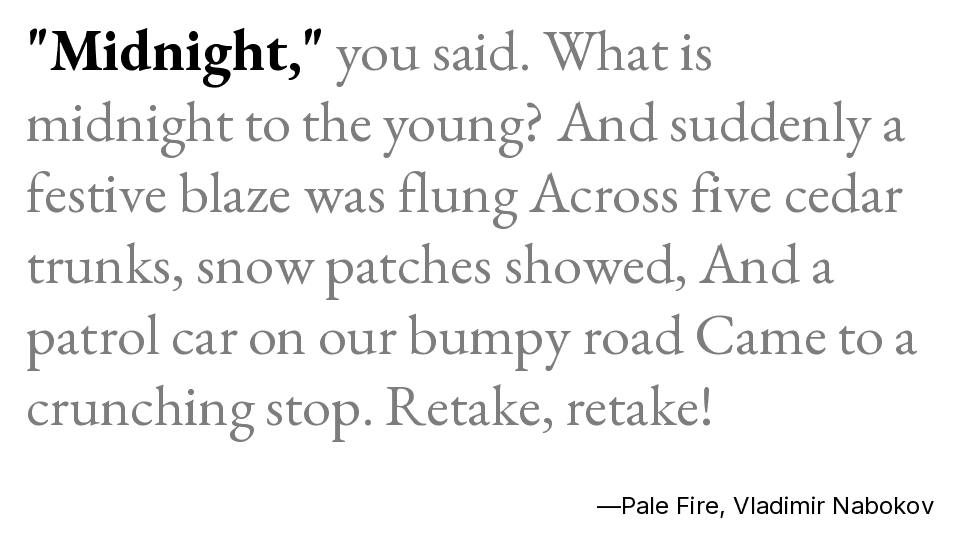 "Midnight," you said. What is
midnight to the young? And suddenly a
festive blaze was flung Across five cedar
trunks, snow patches showed, And a
patrol car on our bumpy road Came to a
crunching stop. Retake, retake!
—Pale Fire, Vladimir Nabokov